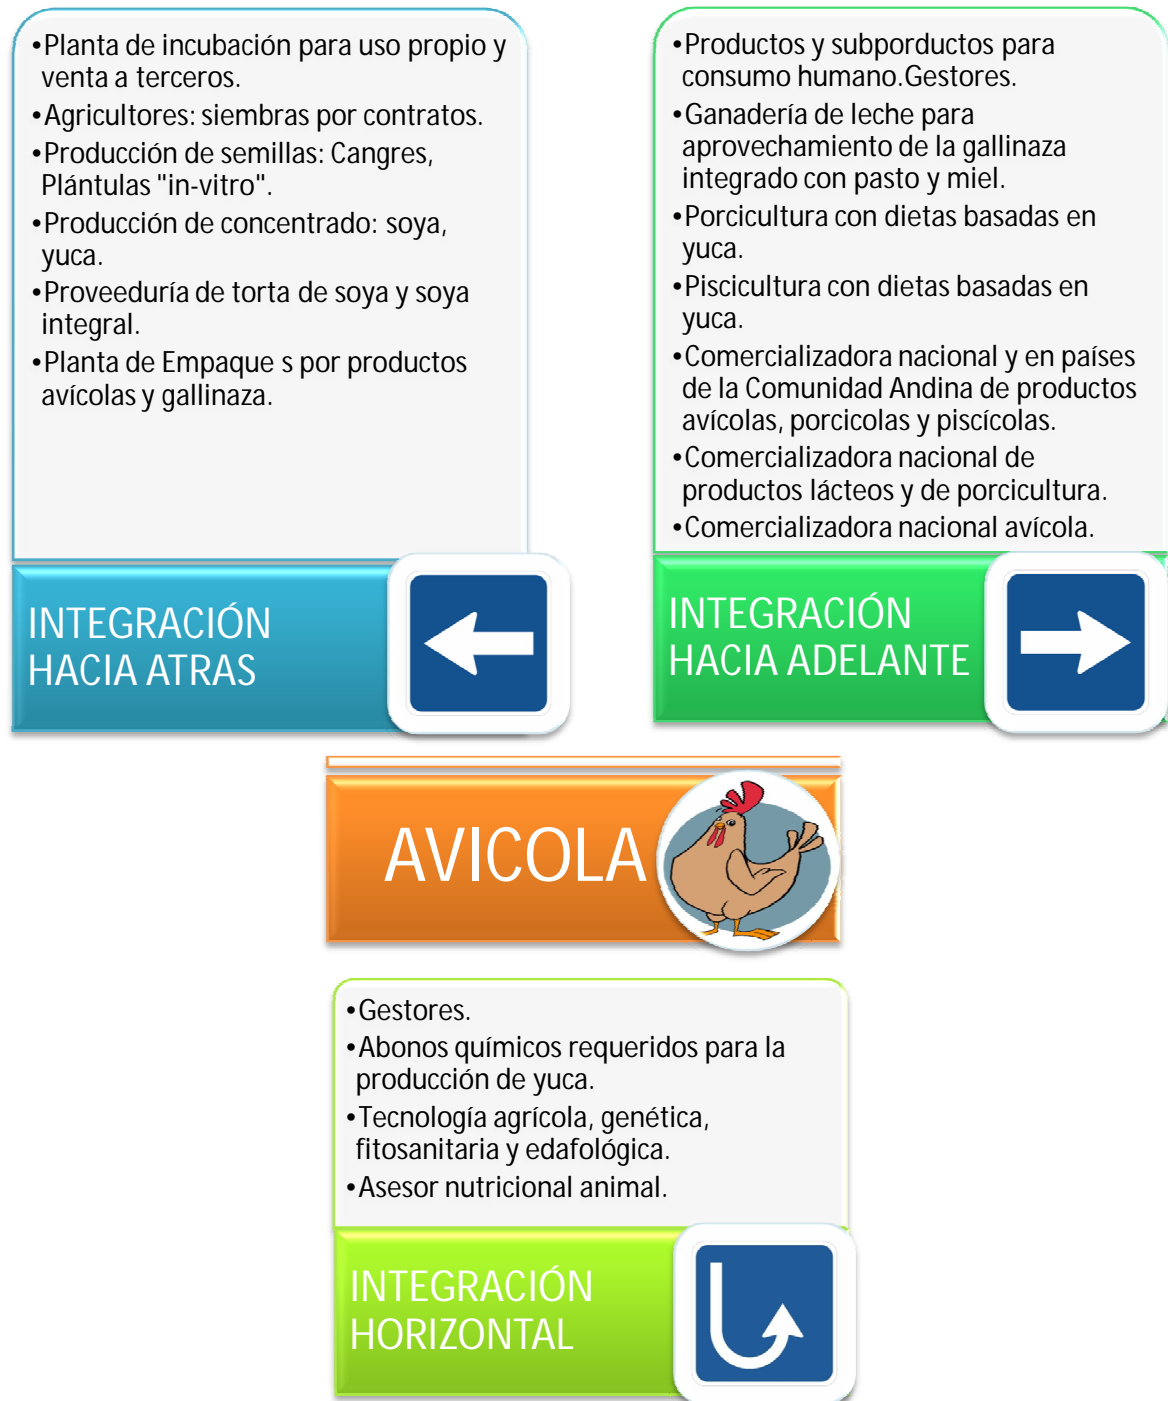 •Planta de incubación para uso propio y
venta a terceros.
•Agricultores: siembras por contratos.
•Producción de semillas: Cangres,
Plántulas "in-vitro".
•Producción de concentrado: soya,
yuca.
•Proveeduría de torta de soya y soya
integral.
•Planta de Empaque s por productos
avícolas y gallinaza.
INTEGRACIÓN
HACIA ATRAS
•Productos y subporductos para
consumo humano.Gestores.
•Ganadería de leche para
aprovechamiento de la gallinaza
integrado con pasto y miel.
•Porcicultura con dietas basadas en
yuca.
•Piscicultura con dietas basadas en
yuca.
•Comercializadora nacional y en países
de la Comunidad Andina de productos
avícolas, porcicolas y piscícolas.
•Comercializadora nacional de
productos lácteos y de porcicultura.
•Comercializadora nacional avícola.
INTEGRACIÓN
HACIA ADELANTE
AVICOLA
•Gestores.
•Abonos químicos requeridos para la
producción de yuca.
•Tecnología agrícola, genética,
fitosanitaria y edafológica.
•Asesor nutricional animal.
INTEGRACIÓN
HORIZONTAL